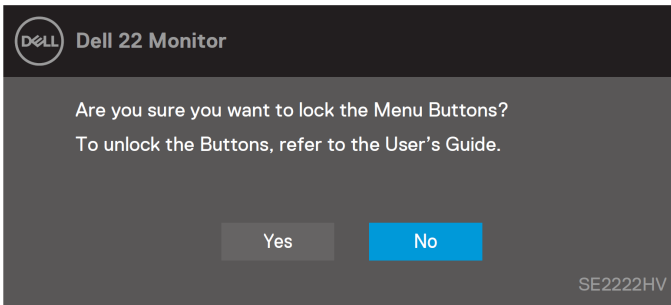 DELL Dell 22 Monitor
Are you sure you want to lock the Menu Buttons?
To unlock the Buttons, refer to the User’s Guide.
Yes No
SE2222HV